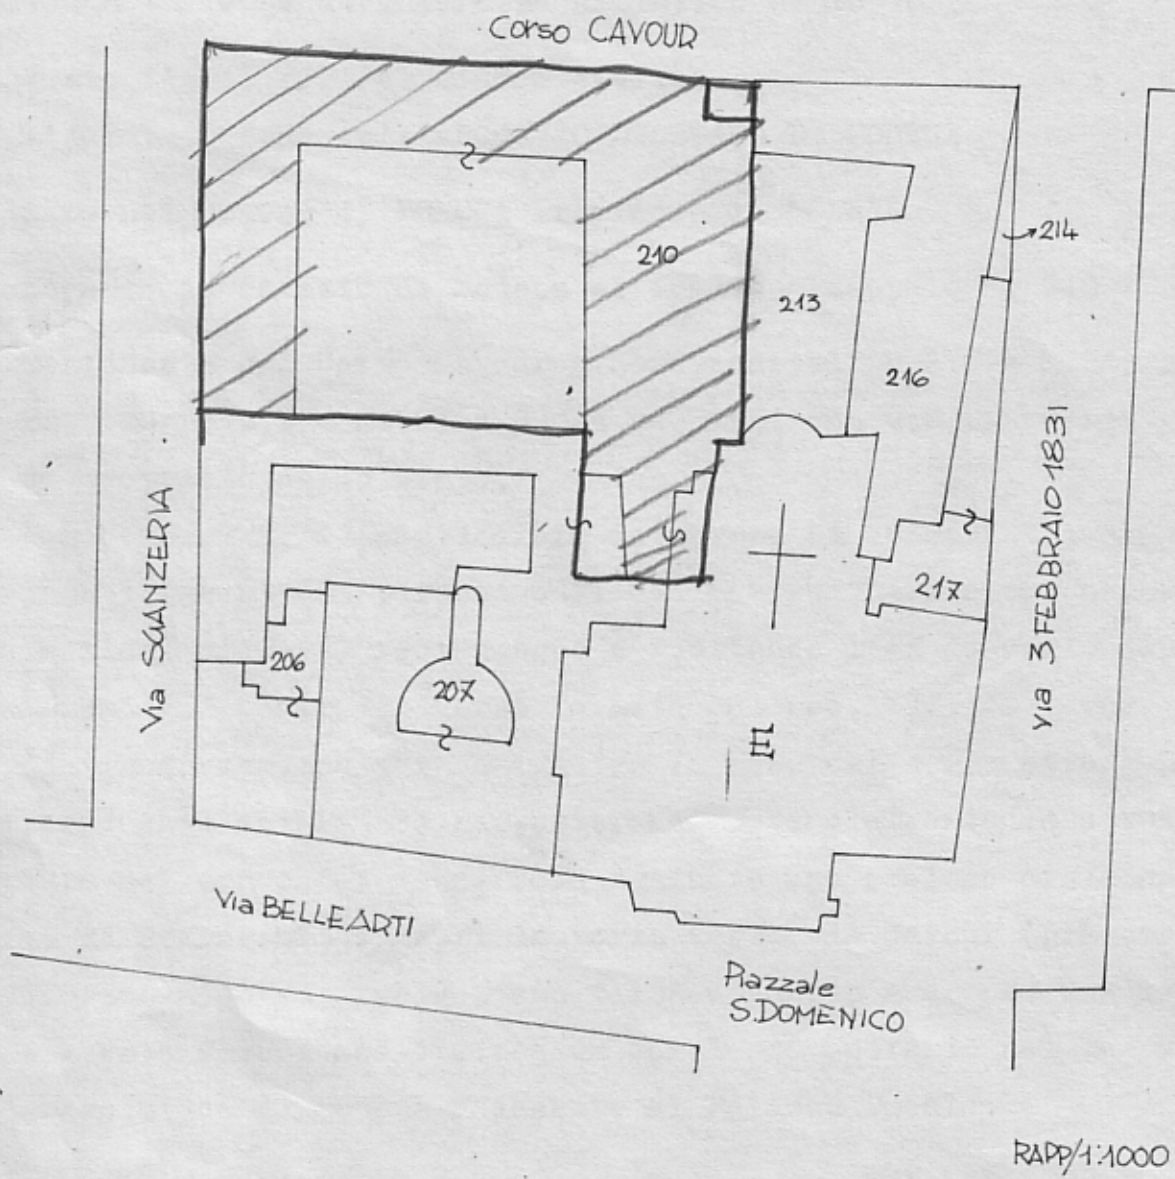 Corso CAVOUR
210
214
213
216
Via SGANZERIA
Via 3 FEBBRAIO 1831
217
206
207
Via BELLE ARTI
Piazzale
S.DOMENICO
RAPP/1:1000